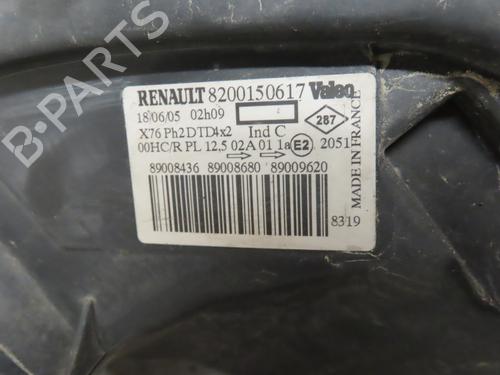 RENAULT 8200150617 Valeo
18/06/05 02h09
X76 Ph2 DTD4x2 Ind C
287
00HC/R PL 12,5 02A 01 1a E2 2051
89008436 89008680 89009620
MADE IN FRANCE
8319
B-PARTS